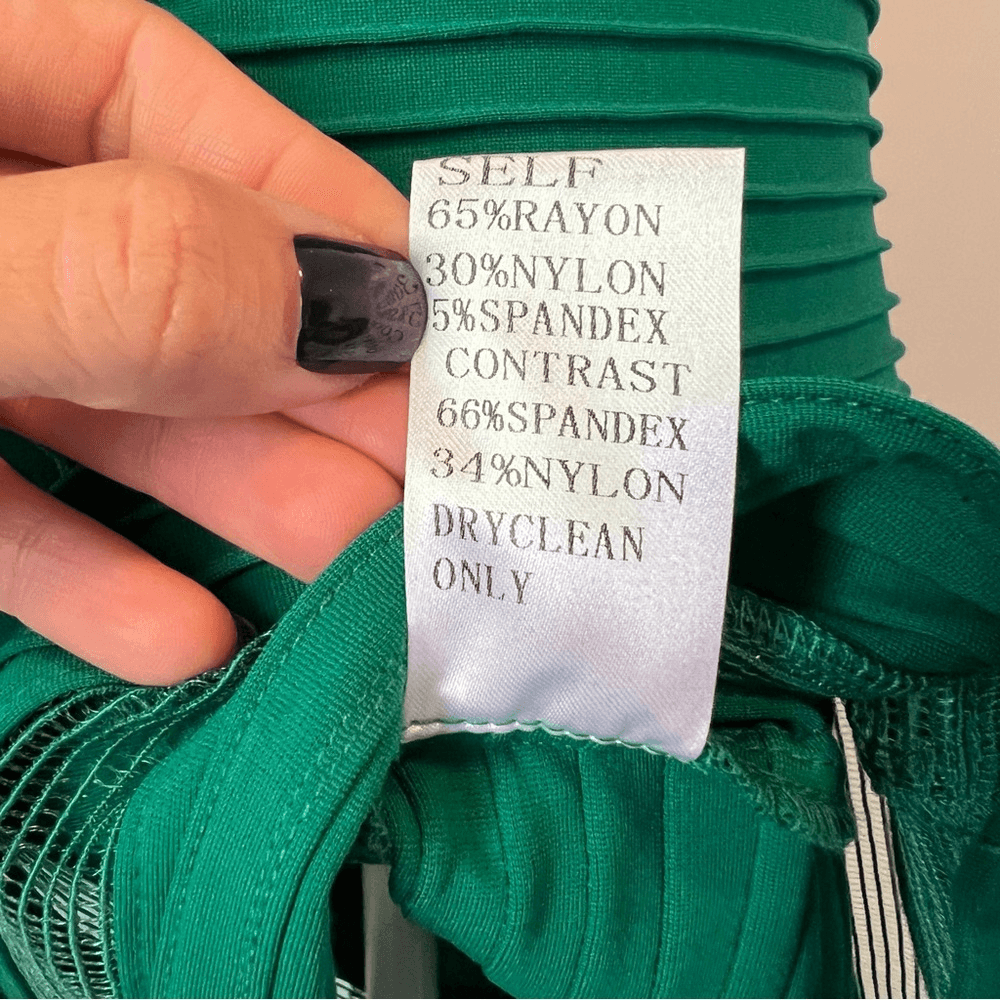 SELF
65%RAYON
30%NYLON
5%SPANDEX
CONTRAST
66%SPANDEX
34%NYLON
DRYCLEAN
ONLY